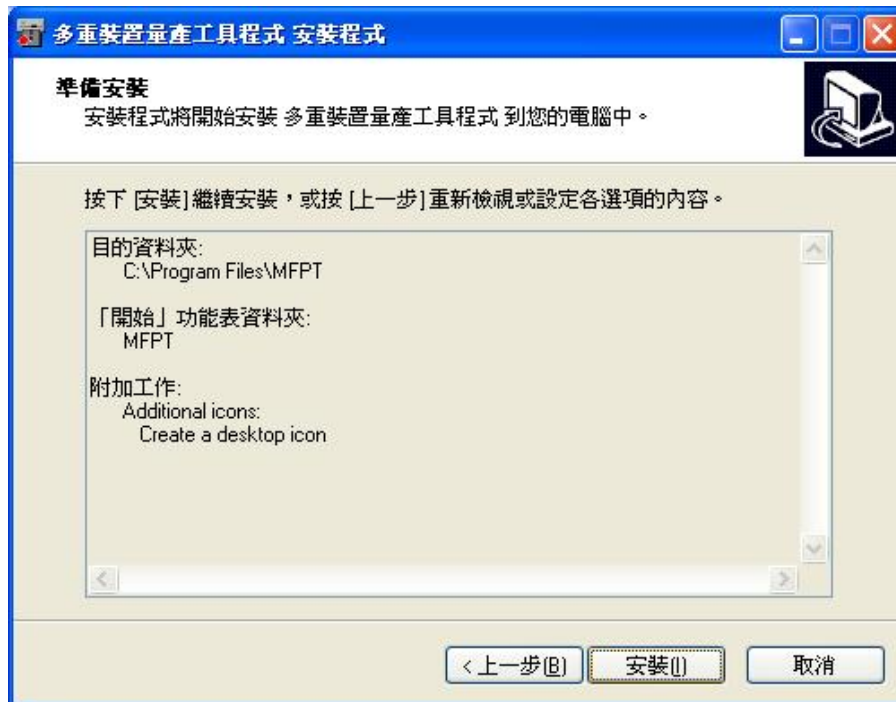 多重裝置量產工具程式 安裝程式
準備安裝
安裝程式將開始安裝 多重裝置量產工具程式 到您的電腦中。
按下 [安裝] 繼續安裝，或按 [上一步] 重新檢視或設定各選項的內容。
目的資料夾:
C:\Program Files\MFPT
「開始」功能表資料夾:
MFPT
附加工作:
Additional icons:
Create a desktop icon
< 上一步(B)
安裝(I)
取消